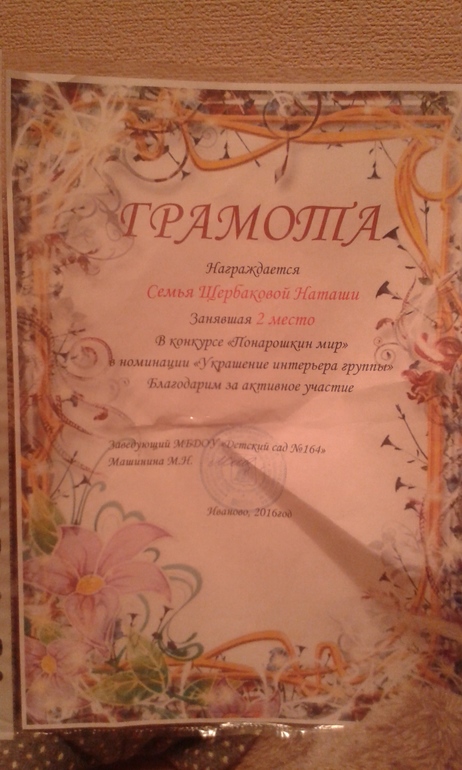 ГРАМОТА
Награждается
Семья Щербаковой Наташи
Занявшая 2 место
В конкурсе «Понарошкин мир»
в номинации «Украшение интерьера группы»
Благодарим за активное участие
Заведующий МБДОУ «Детский сад №164»
Машинина М.Н.
Иваново, 2016год